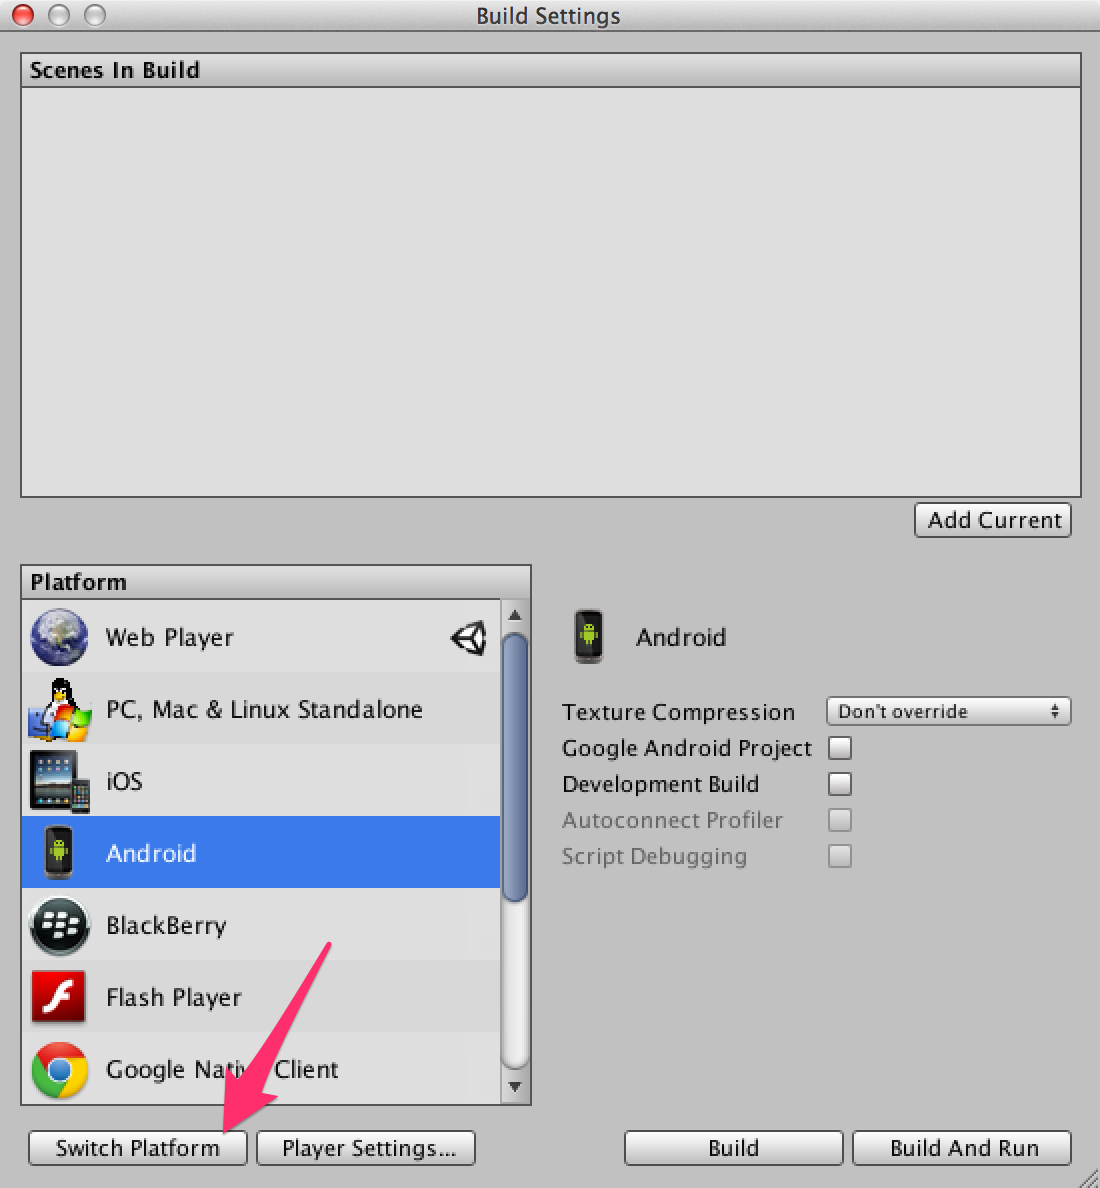 Build Settings
Scenes In Build
Add Current
Platform
Web Player
PC, Mac & Linux Standalone
iOS
Android
BlackBerry
Flash Player
Google Native Client
Android
Texture Compression Don't override
Google Android Project
Development Build
Autoconnect Profiler
Script Debugging
Switch Platform Player Settings... Build Build And Run